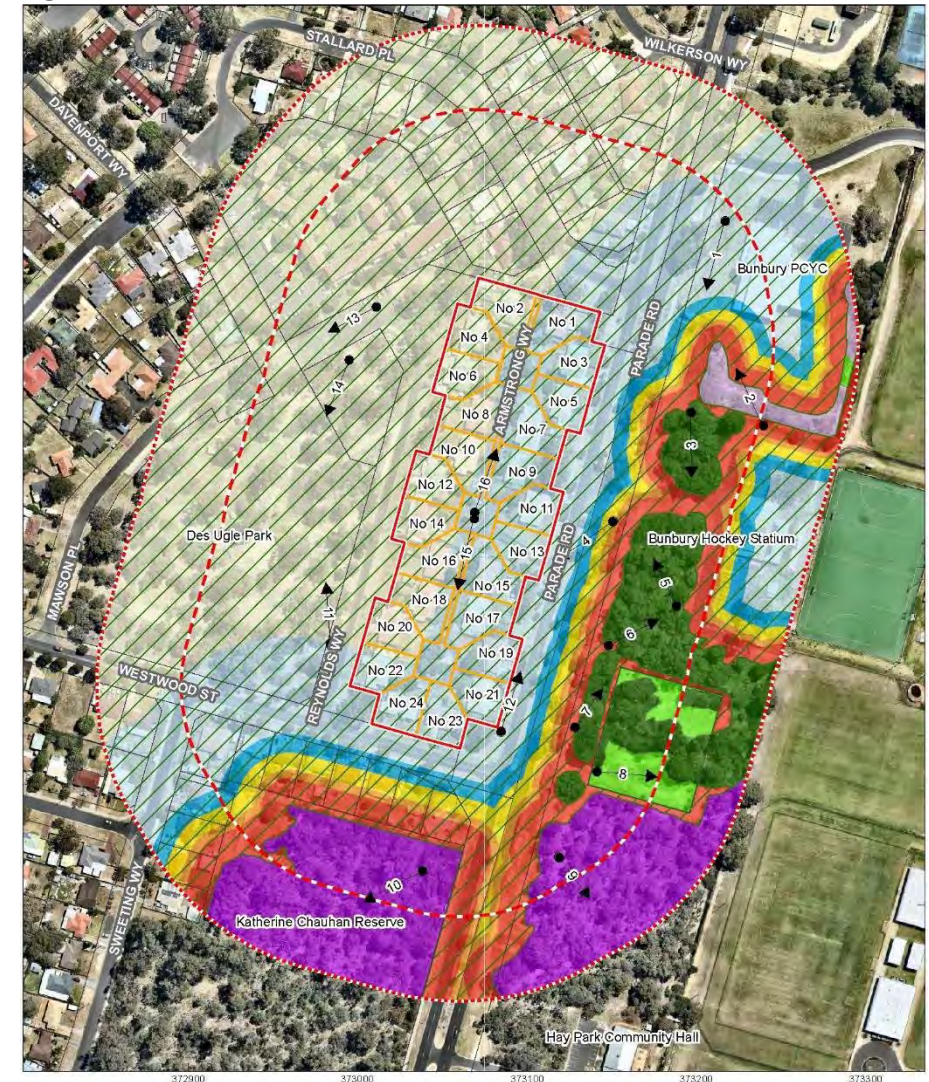 STALLARD PL
WILKERSON WY
DAVENPORT WY
1
Bunbury PCYC
No 2
No 1
13
PARADE RD
No 4
ARMSTRONG WY
No 3
14
No 6
No 5
2
No 8
No 7
3
No 10
No 9
No 12
16
No 11
No 14
4
Des Ugle Park
Bunbury Hockey Statium
No 13
PARADE RD
No 16
15
5
No 15
MAWSON PL
No 18
11
No 17
No 20
6
REYNOLDS WY
No 19
WESTWOOD ST
No 22
No 21
12
7
No 24
No 23
8
SWEETING WY
10
9
Katherine Chauhan Reserve
Hay Park Community Hall
372900
373000
373100
373200
373300